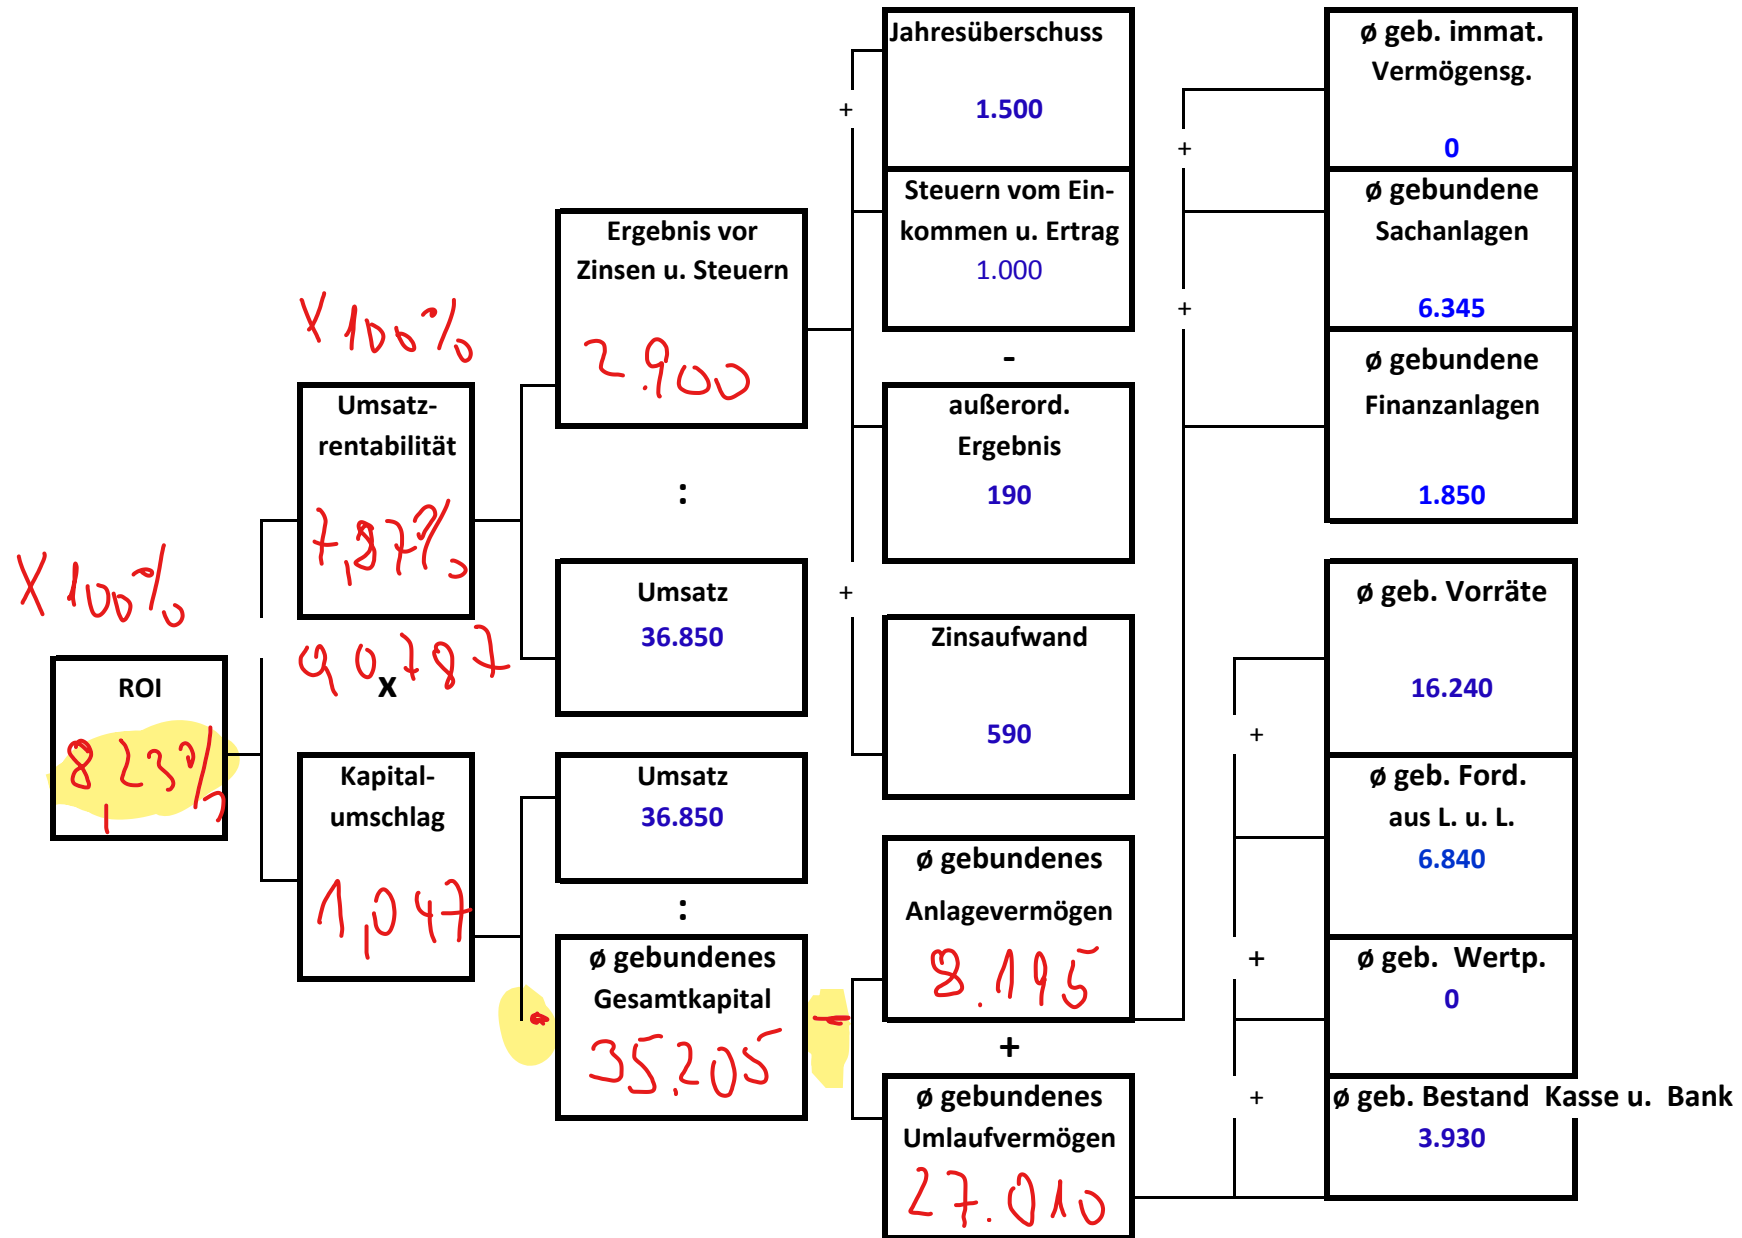 Jahresüberschuss
1.500
+
Steuern vom Ein-
kommen u. Ertrag
1.000
-
außerord.
Ergebnis
190
+
Zinsaufwand
590
ø geb. immat.
Vermögensg.
0
+
ø gebundene
Sachanlagen
6.345
+
ø gebundene
Finanzanlagen
1.850
Ergebnis vor
Zinsen u. Steuern
2.900
:
Umsatz
36.850
X 100%
Umsatz-
rentabilität
7,87%
90787
x
X 100%
ROI
8,23%
Kapital-
umschlag
1,047
Umsatz
36.850
:
ø gebundenes
Gesamtkapital
35.205
ø gebundenes
Anlagevermögen
8.195
+
ø gebundenes
Umlaufvermögen
27.010
ø geb. Vorräte
16.240
+
ø geb. Ford.
aus L. u. L.
6.840
+
ø geb. Wertp.
0
+
ø geb. Bestand Kasse u. Bank
3.930